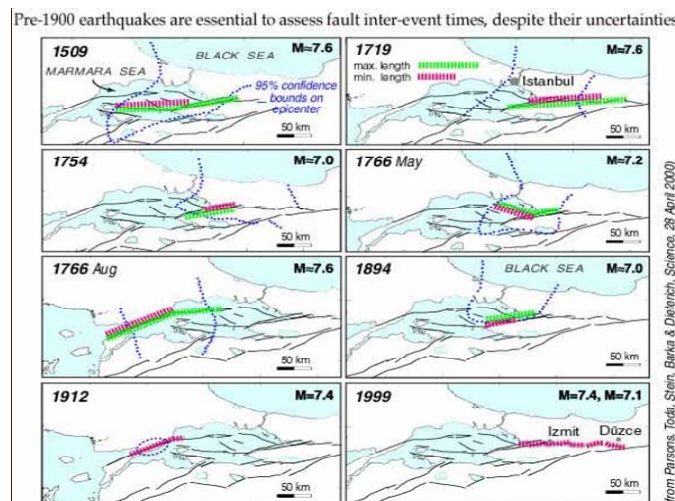 Pre-1900 earthquakes are essential to assess fault inter-event times, despite their uncertainties
1509
BLACK SEA
M≈7.6
MARMARA SEA
95% confidence
bounds on
epicenter
50 km
1719
M≈7.6
max. length
min. length
Istanbul
50 km
1754
M≈7.0
50 km
1766 May
M≈7.2
50 km
1766 Aug
M≈7.6
50 km
1894
BLACK SEA
M≈7.0
50 km
1912
M=7.4
50 km
1999
M=7.4, M=7.1
Izmit
Düzce
50 km
from Parsons, Toda, Stein, Barka & Dieterich, Science, 28 April 2000)